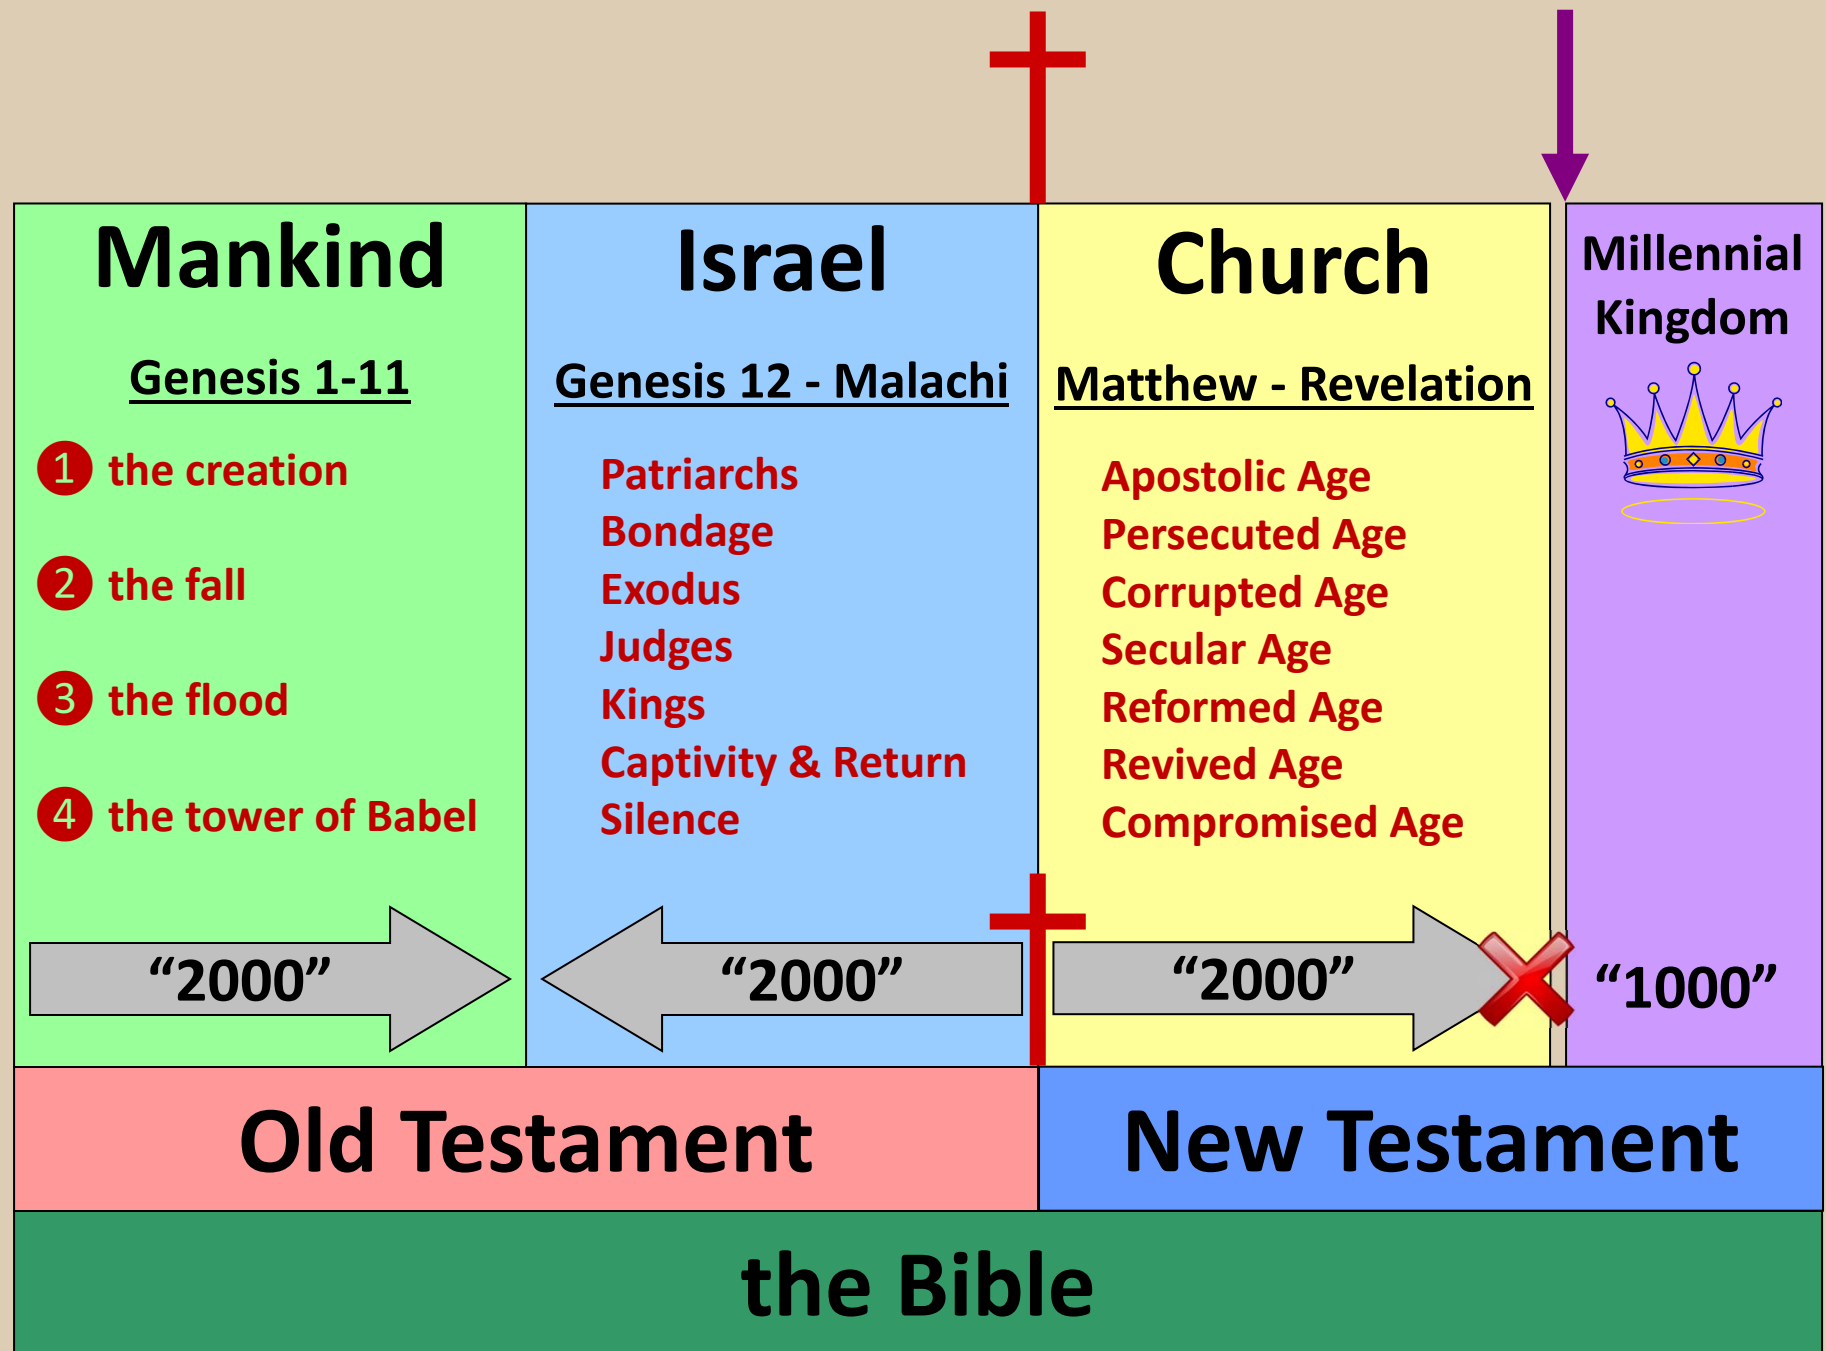 Mankind
Genesis 1-11
1 the creation
2 the fall
3 the flood
4 the tower of Babel
“2000”
Israel
Genesis 12 - Malachi
Patriarchs
Bondage
Exodus
Judges
Kings
Captivity & Return
Silence
“2000”
Church
Matthew - Revelation
Apostolic Age
Persecuted Age
Corrupted Age
Secular Age
Reformed Age
Revived Age
Compromised Age
“2000”
Millennial
Kingdom
“1000”
Old Testament
New Testament
the Bible